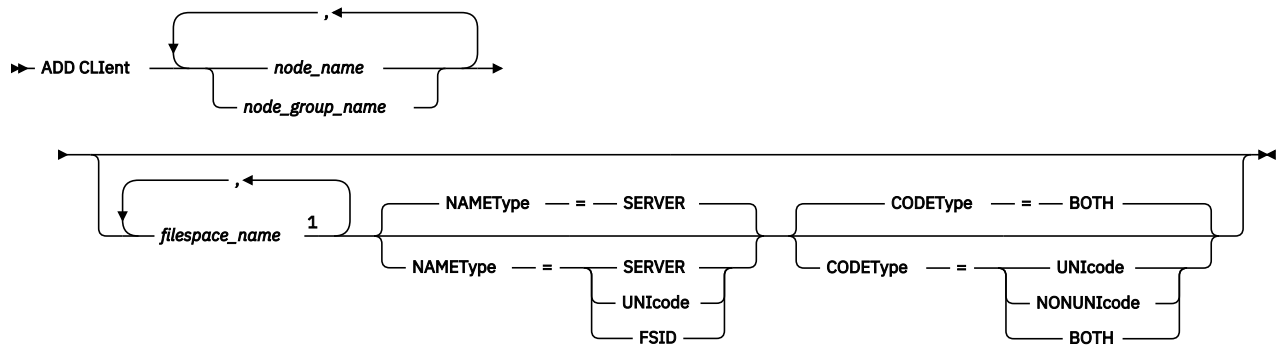 ,
ADD CLIent node_name
node_group_name
,
NAMEType = SERVER CODEType = BOTH
filespace_name 1
NAMEType = SERVER CODEType = UNIcode
UNIcode NONUNIcode
FSID BOTH